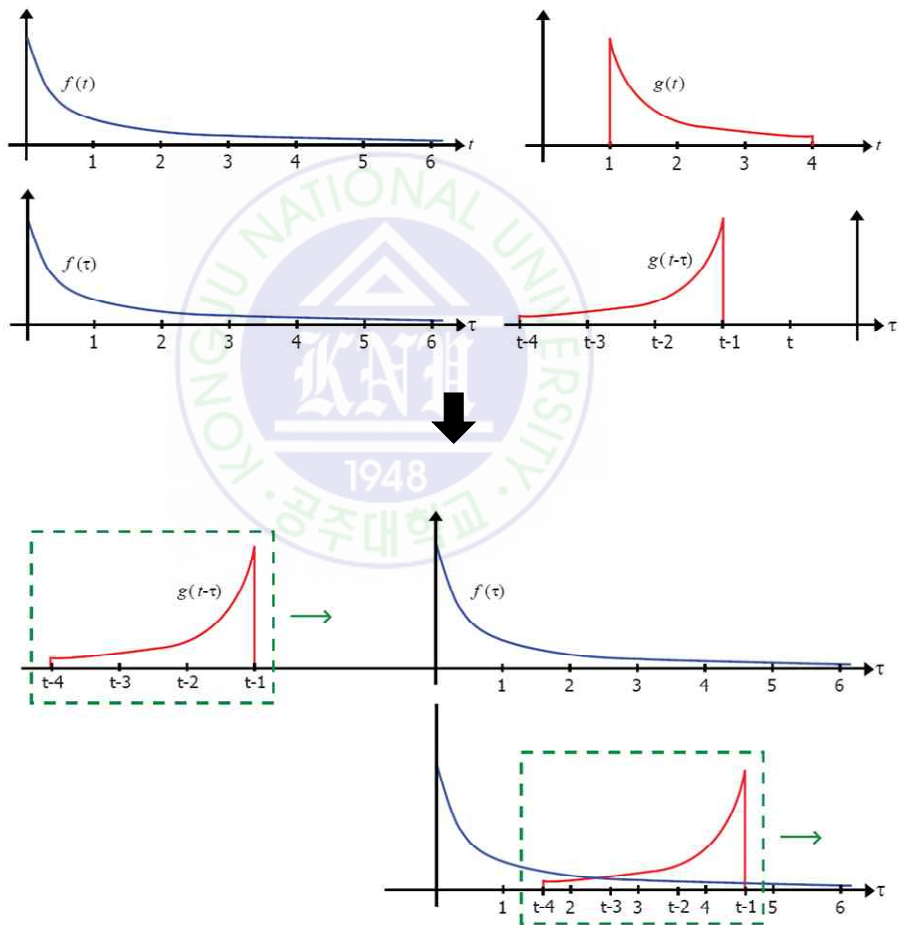 f(t)
g(t)
1 2 3 4 5 6 t
1 2 3 4 t
f(τ)
g(t-τ)
1 2 3 4 5 6 τ
t-4 t-3 t-2 t-1 t τ
KONGJU NATIONAL UNIVERSITY
KNU
1948
공주대학교
g(t-τ)
f(τ)
t-4 t-3 t-2 t-1
1 2 3 4 5 6 τ
1 t-4 2 t-3 3 t-2 4 t-1 5 6 τ